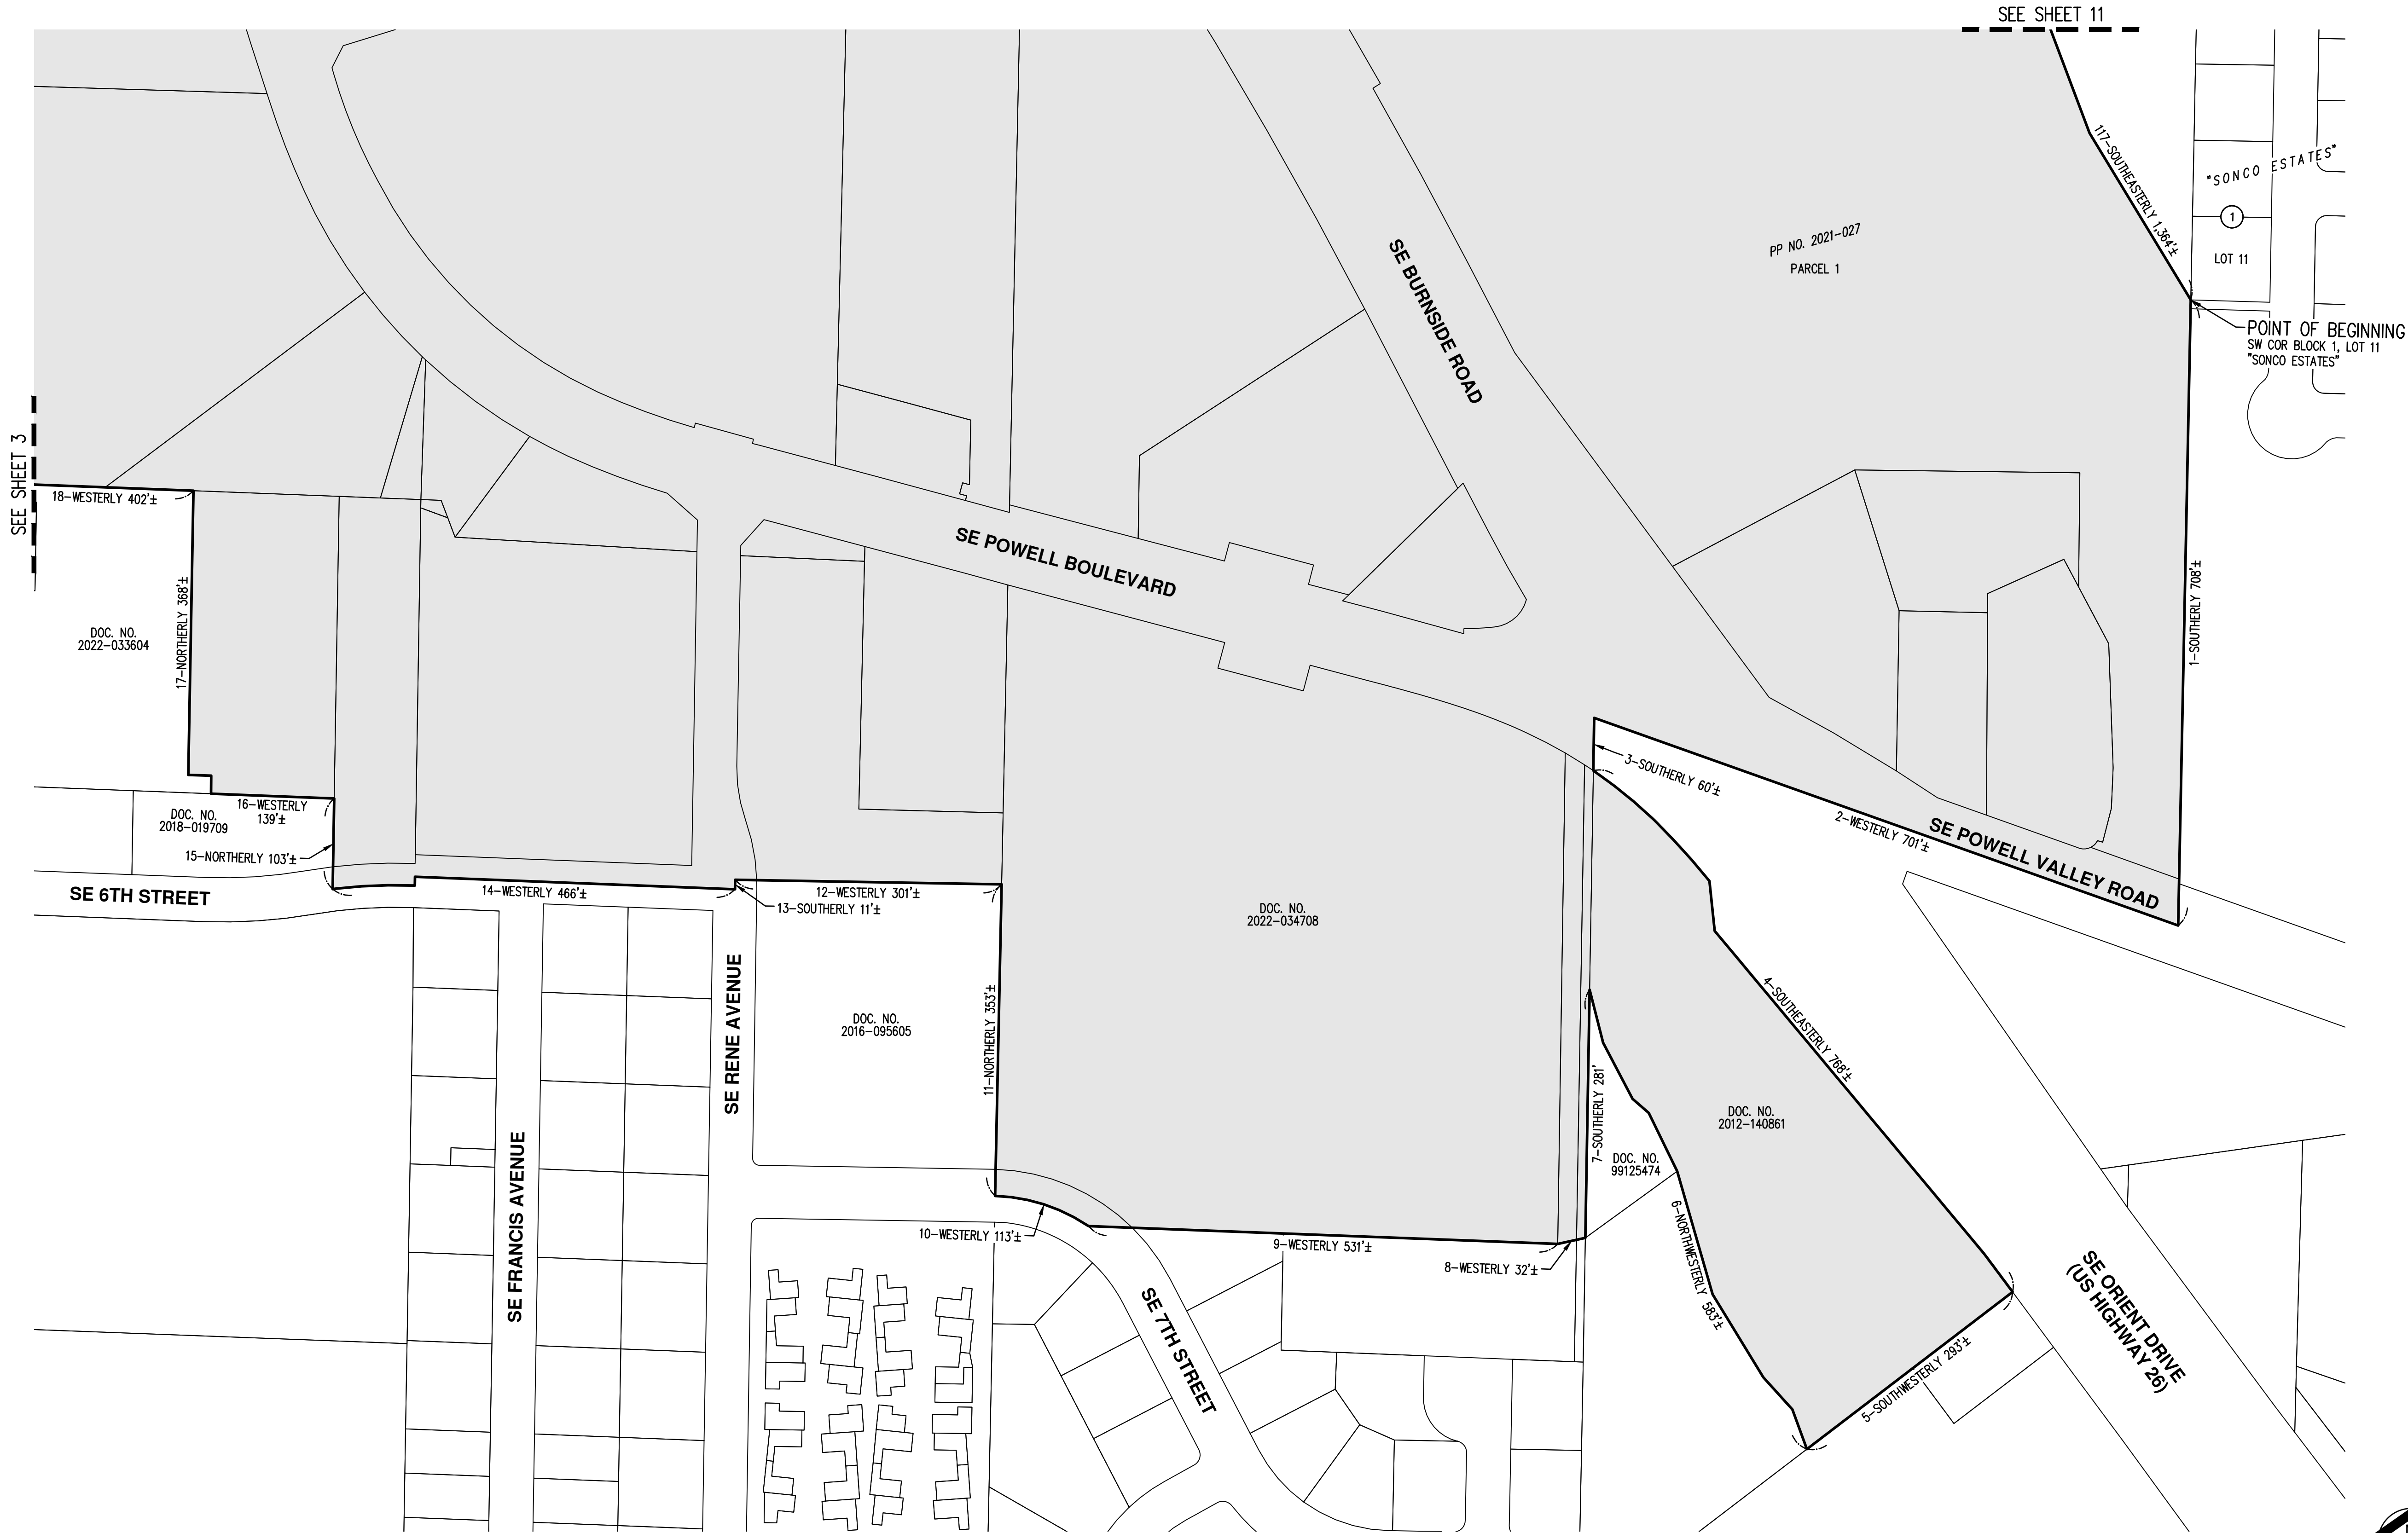 SEE SHEET 11
117-SOUTHEASTERLY 1,364'±
"SONCO ESTATES"
1
LOT 11
PP NO. 2021-027
PARCEL 1
SE BURNSIDE ROAD
POINT OF BEGINNING
SW COR BLOCK 1, LOT 11
"SONCO ESTATES"
SEE SHEET 3
18-WESTERLY 402'±
SE POWELL BOULEVARD
1-SOUTHERLY 708'±
DOC. NO.
2022-033604
17-NORTHERLY 368'±
3-SOUTHERLY 60'±
2-WESTERLY 701'±
SE POWELL VALLEY ROAD
16-WESTERLY
139'±
DOC. NO.
2018-019709
15-NORTHERLY 103'±
SE 6TH STREET
14-WESTERLY 466'±
12-WESTERLY 301'±
13-SOUTHERLY 11'±
DOC. NO.
2022-034708
SE RENE AVENUE
DOC. NO.
2016-095605
11-NORTHERLY 353'±
4-SOUTHEASTERLY 768'±
7-SOUTHERLY 281'
DOC. NO.
2012-140861
DOC. NO.
99125474
SE FRANCIS AVENUE
10-WESTERLY 113'±
9-WESTERLY 531'±
8-WESTERLY 32'±
6-NORTHWESTERLY 583'±
SE 7TH STREET
5-SOUTHWESTERLY 293'±
SE ORIENT DRIVE
(US HIGHWAY 26)